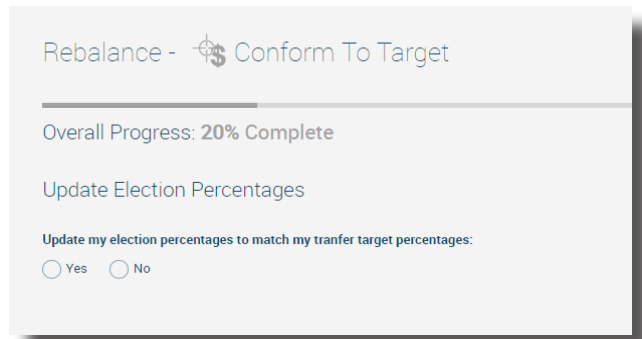 Rebalance - $ Conform To Target
Overall Progress: 20% Complete
Update Election Percentages
Update my election percentages to match my tranfer target percentages:
Yes No